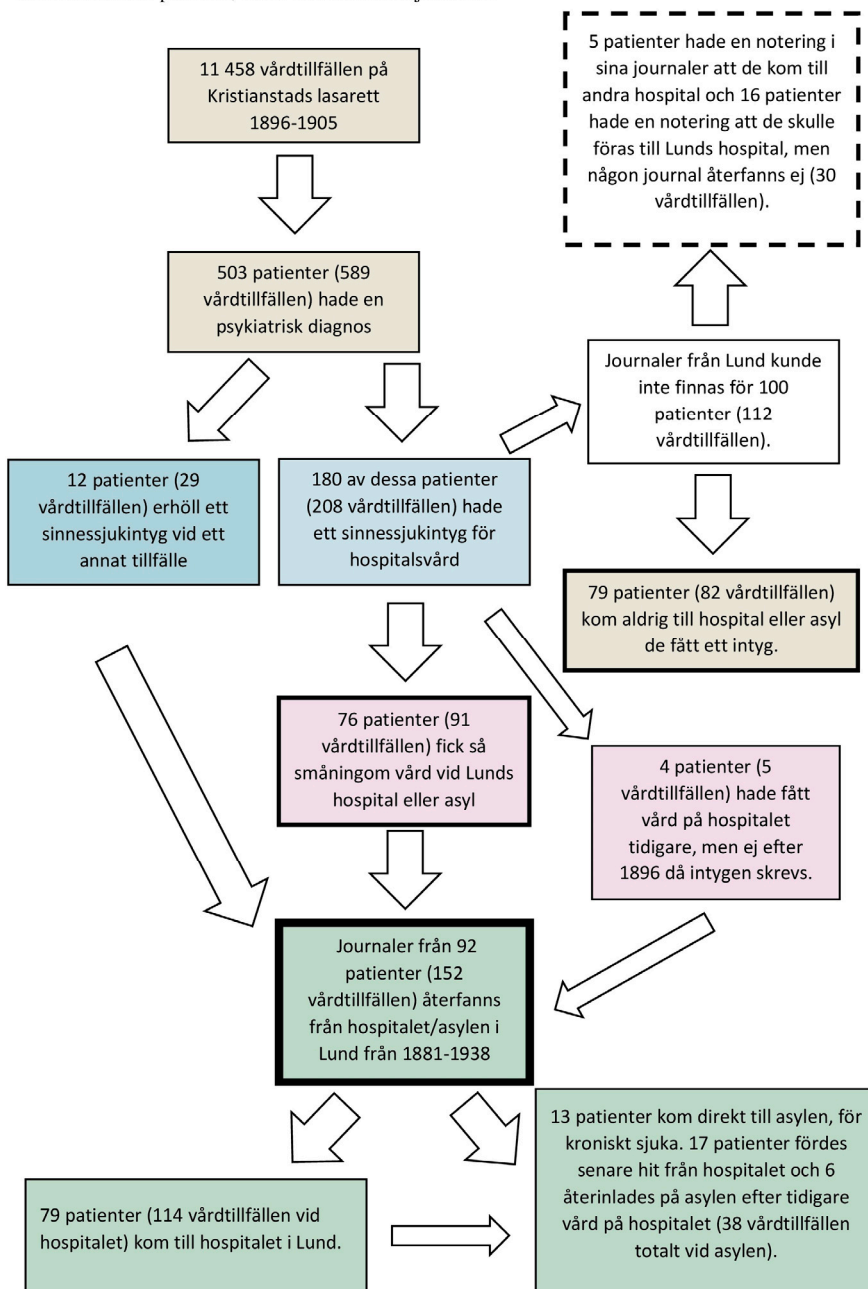 11 458 vårdtillfällen på
Kristianstads lasarett
1896-1905
5 patienter hade en notering i
sina journaler att de kom till
andra hospital och 16 patienter
hade en notering att de skulle
föras till Lunds hospital, men
någon journal återfanns ej (30
vårdtillfällen).
503 patienter (589
vårdtillfällen) hade en
psykiatrisk diagnos
Journaler från Lund kunde
inte finnas för 100
patienter (112
vårdtillfällen).
12 patienter (29
vårdtillfällen) erhöll ett
sinnessjukintyg vid ett
annat tillfälle
180 av dessa patienter
(208 vårdtillfällen) hade
ett sinnessjukintyg för
hospitalsvård
79 patienter (82 vårdtillfällen)
kom aldrig till hospital eller asyl
de fått ett intyg.
76 patienter (91
vårdtillfällen) fick så
småningom vård vid Lunds
hospital eller asyl
4 patienter (5
vårdtillfällen) hade fått
vård på hospitalet
tidigare, men ej efter
1896 då intygen skrevs.
Journaler från 92
patienter (152
vårdtillfällen) återfanns
från hospitalet/asylen i
Lund från 1881-1938
79 patienter (114 vårdtillfällen vid
hospitalet) kom till hospitalet i Lund.
13 patienter kom direkt till asylen, för
kroniskt sjuka. 17 patienter fördes
senare hit från hospitalet och 6
återinlades på asylen efter tidigare
vård på hospitalet (38 vårdtillfällen
totalt vid asylen).